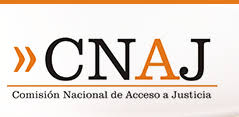 » CNAJ
Comisión Nacional de Acceso a Justicia